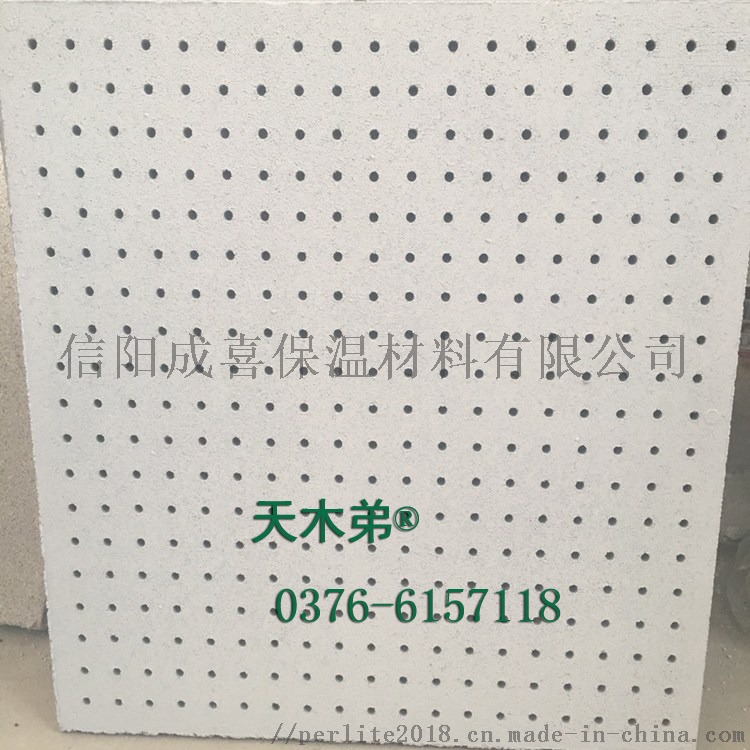 信阳成喜保温材料有限公司
天木弟®
0376-6157118
//perlite2018.cn.made-in-china.com